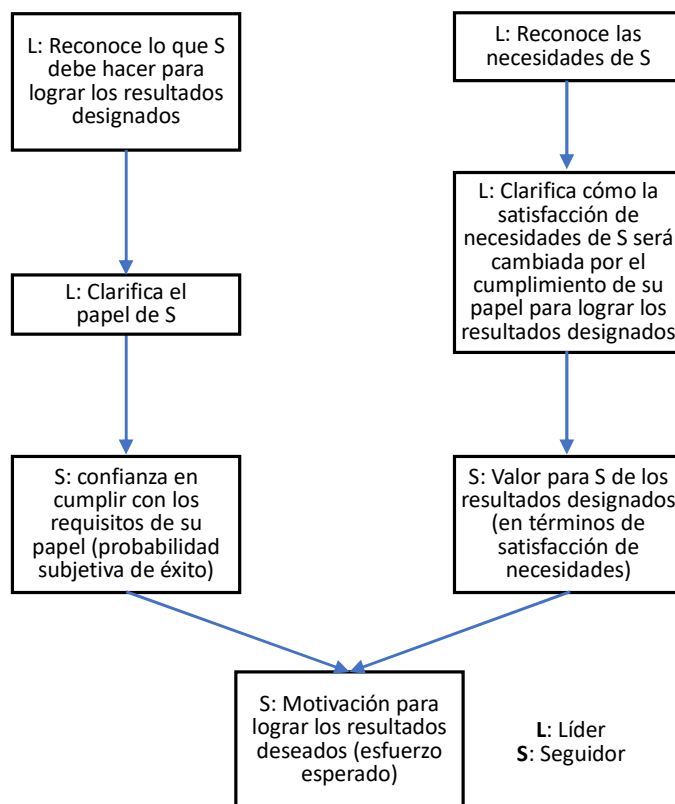 L: Reconoce lo que S
debe hacer para
lograr los resultados
designados
L: Reconoce las
necesidades de S
L: Clarifica el
papel de S
L: Clarifica cómo la
satisfacción de
necesidades de S será
cambiada por el
cumplimiento de su
papel para lograr los
resultados designados
S: confianza en
cumplir con los
requisitos de su
papel (probabilidad
subjetiva de éxito)
S: Valor para S de los
resultados designados
(en términos de
satisfacción de
necesidades)
S: Motivación para
lograr los resultados
deseados (esfuerzo
esperado)
L: Líder
S: Seguidor